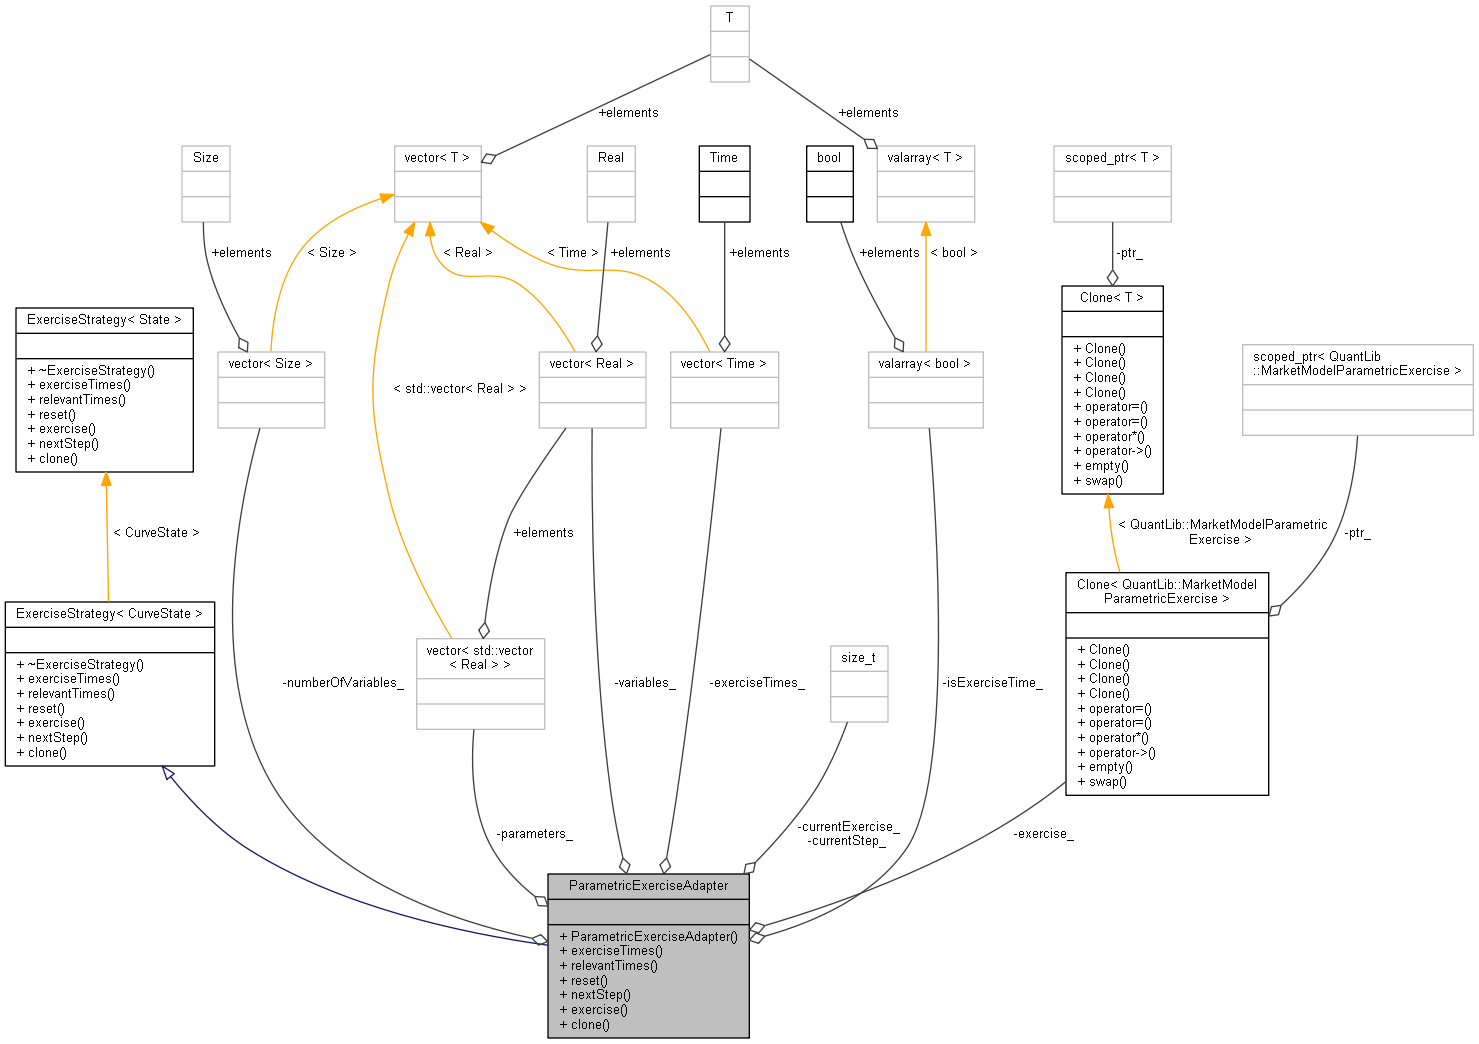 T
+elements
+elements
Size
vector< T >
Real
Time
bool
valarray< T >
scoped_ptr< T >
+elements
< Size >
< Real >
< Time >
+elements
+elements
+elements
< bool >
-ptr_
ExerciseStrategy< State >
+ ~ExerciseStrategy()
+ exerciseTimes()
+ relevantTimes()
+ reset()
+ exercise()
+ nextStep()
+ clone()
vector< Size >
< std::vector< Real > >
vector< Real >
vector< Time >
valarray< bool >
Clone< T >
+ Clone()
+ Clone()
+ Clone()
+ Clone()
+ operator=()
+ operator=()
+ operator*()
+ operator->()
+ empty()
+ swap()
scoped_ptr< QuantLib
::MarketModelParametricExercise >
< CurveState >
+elements
< QuantLib::MarketModelParametric
Exercise >
-ptr_
ExerciseStrategy< CurveState >
+ ~ExerciseStrategy()
+ exerciseTimes()
+ relevantTimes()
+ reset()
+ exercise()
+ nextStep()
+ clone()
-numberOfVariables_
vector< std::vector
< Real > >
-variables_
-exerciseTimes_
size_t
-isExerciseTime_
Clone< QuantLib::MarketModel
ParametricExercise >
+ Clone()
+ Clone()
+ Clone()
+ Clone()
+ operator=()
+ operator=()
+ operator*()
+ operator->()
+ empty()
+ swap()
-parameters_
-currentExercise_
-currentStep_
-exercise_
ParametricExerciseAdapter
+ ParametricExerciseAdapter()
+ exerciseTimes()
+ relevantTimes()
+ reset()
+ nextStep()
+ exercise()
+ clone()